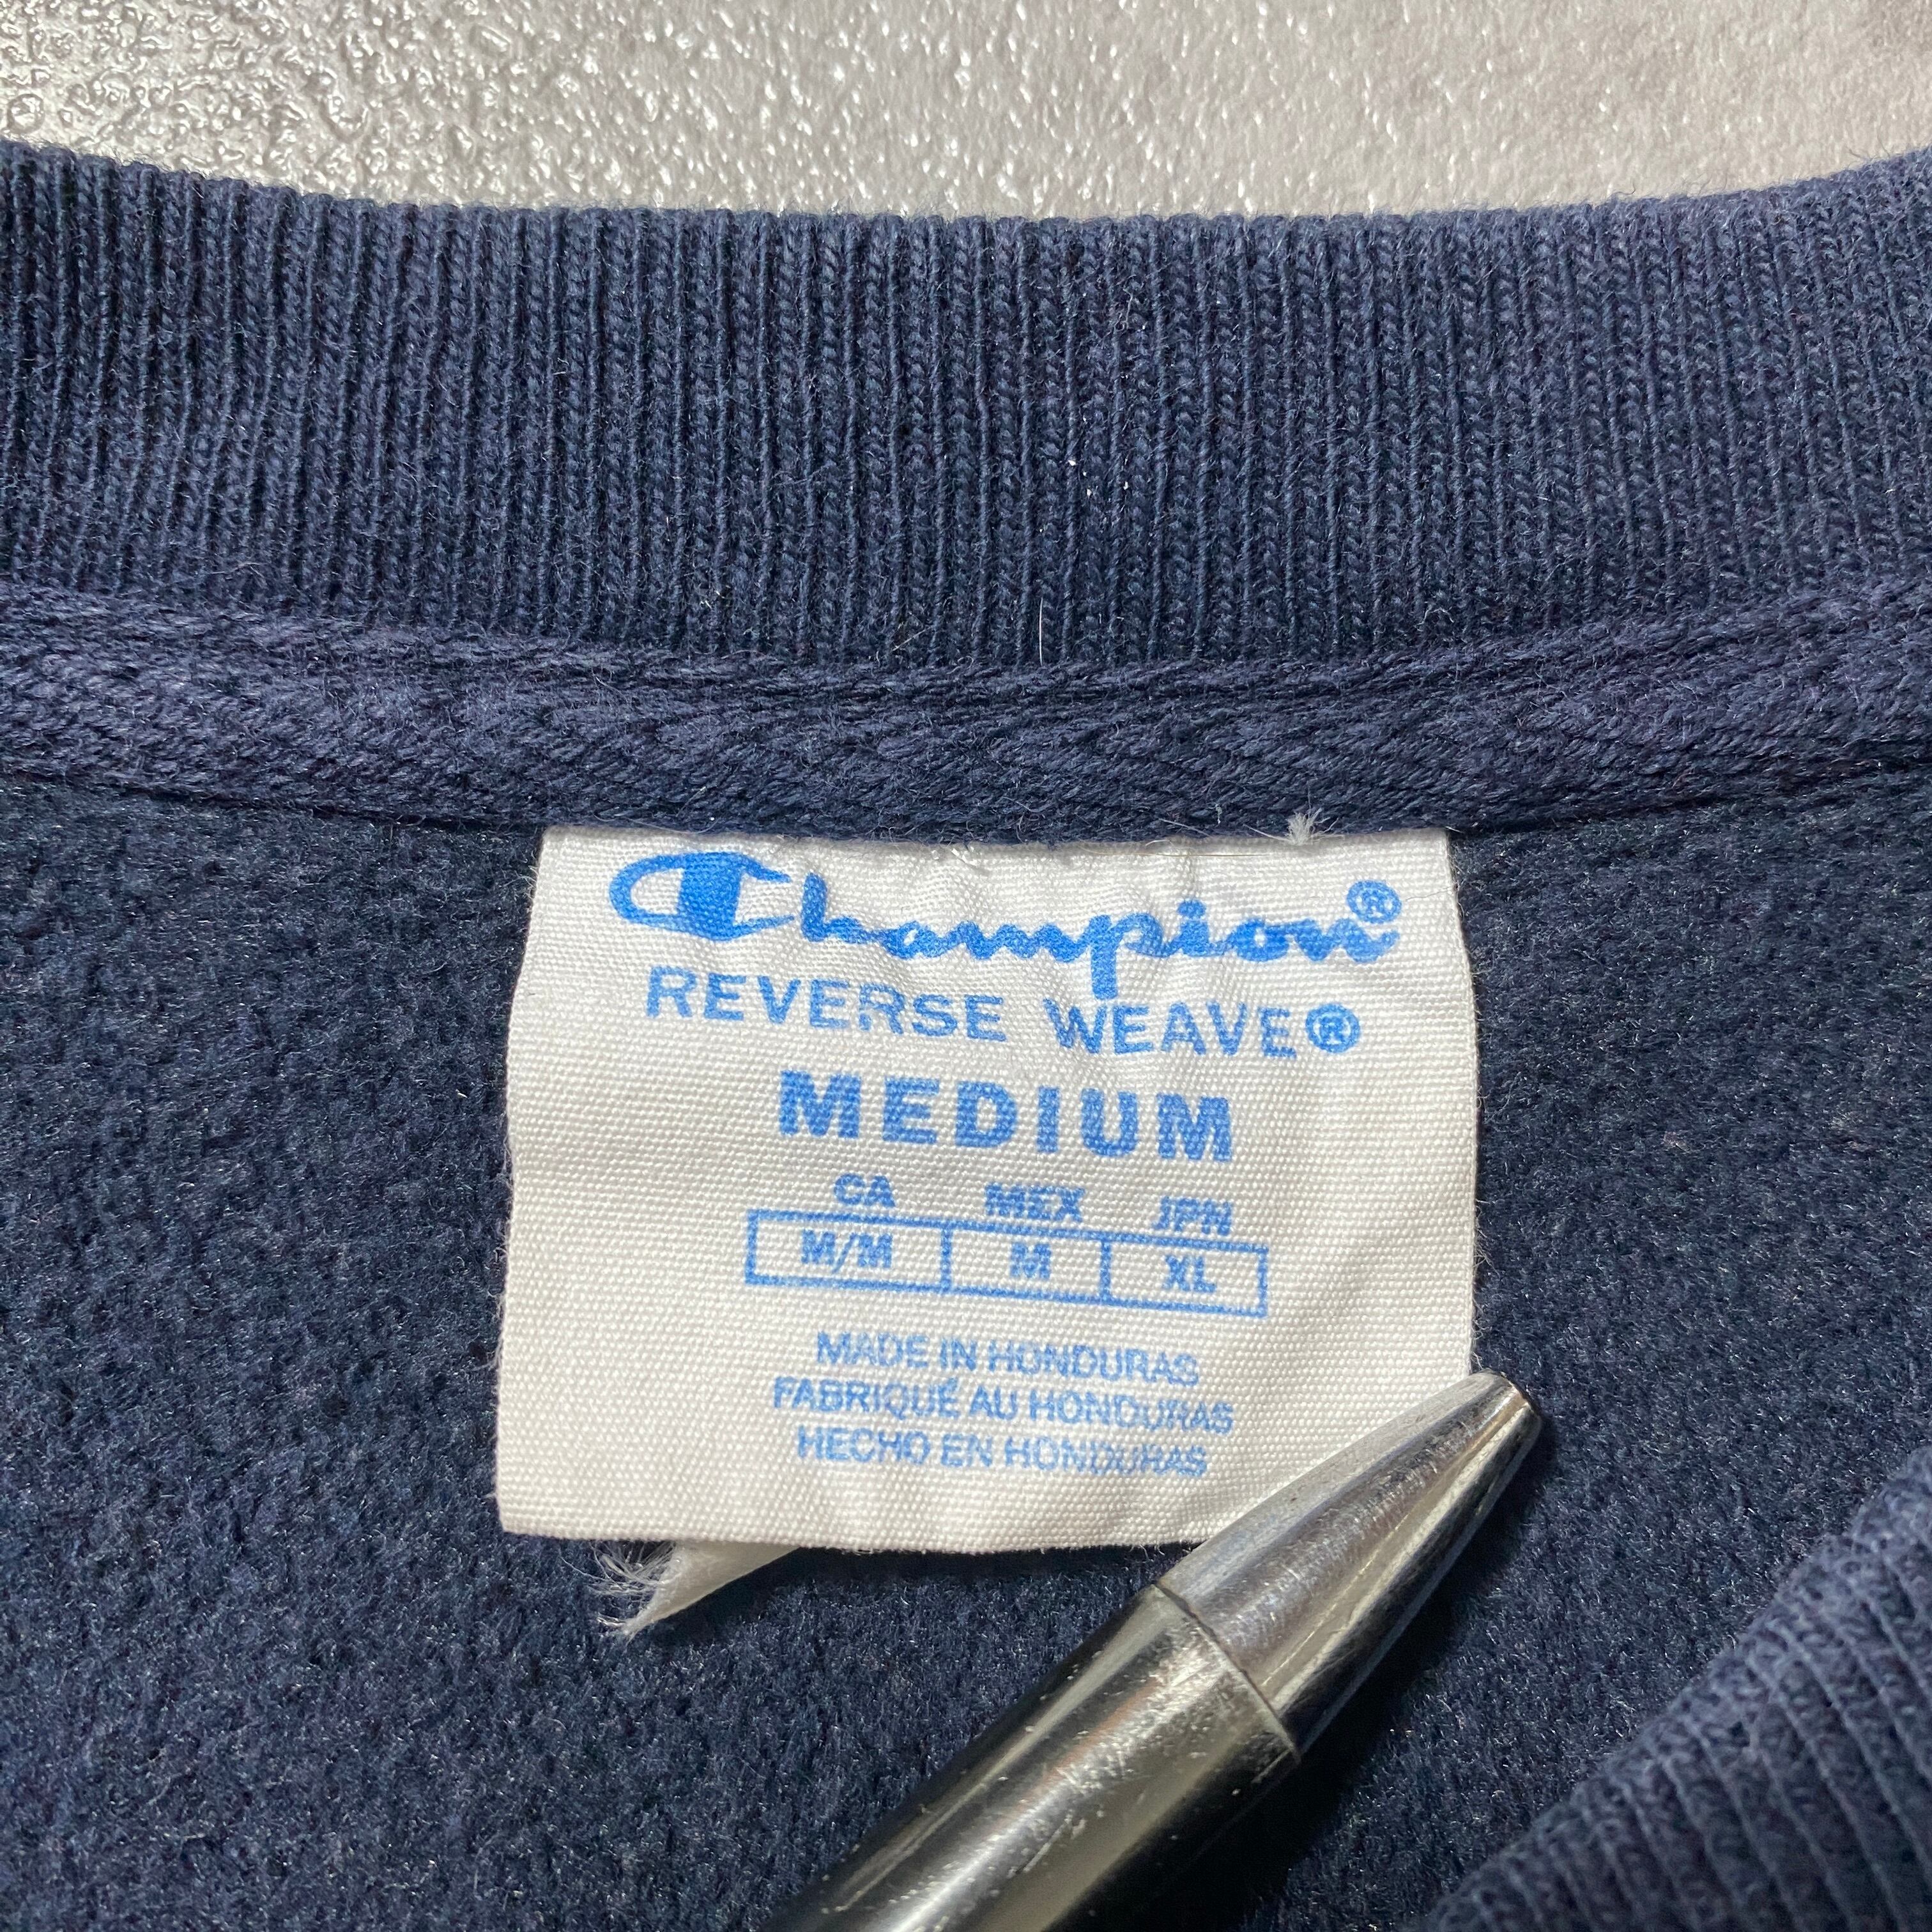 Champion®
REVERSE WEAVE®
MEDIUM
CA MEX JPN
M/M M XL
MADE IN HONDURAS
FABRIQUÉ AU HONDURAS
HECHO EN HONDURAS